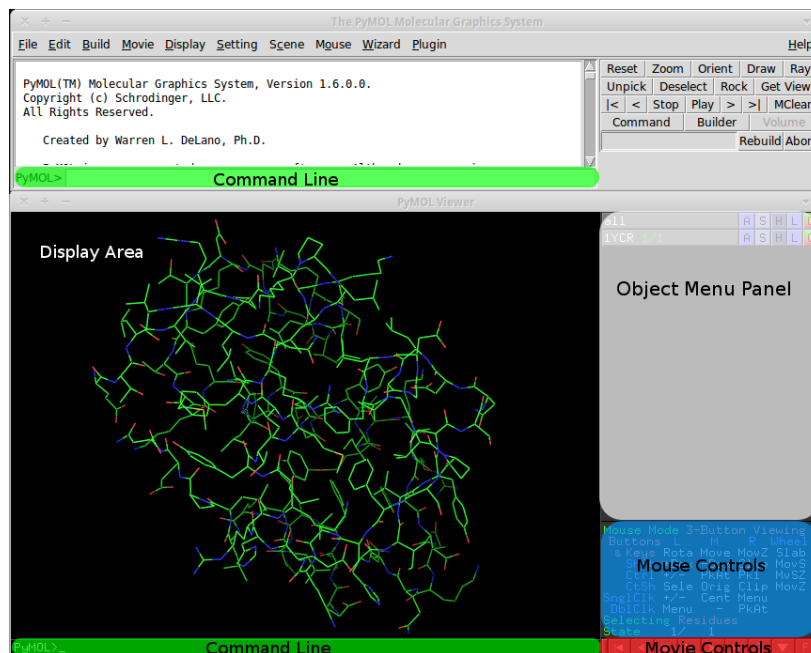 The PyMOL Molecular Graphics System
File Edit Build Movie Display Setting Scene Mouse Wizard Plugin Help
PyMOL(TM) Molecular Graphics System, Version 1.6.0.0.
Copyright (c) Schrodinger, LLC.
All Rights Reserved.
Created by Warren L. DeLano, Ph.D.
Reset Zoom Orient Draw Ray
Unpick Deselect Rock Get View
|< < Stop Play > >| MClear
Command Builder Volume
Rebuild Abor
PyMOL>
Command Line
PyMOL Viewer
Display Area
all A S H L
1YCR 1/1 A S H L
Object Menu Panel
Mouse Mode 3-Button Viewing
Buttons L M R Wheel
& Keys Rota Move MovZ Slab
MovS
Mouse Controls
Ctrl +/- PkAt Pk1 MvSZ
CtSh Sele Orig Clip MovZ
SnglClk +/- Cent Menu
DblClk Menu - PkAt
Selecting Residues
State 1/ 1
PyMOL>_
Command Line
Movie Controls